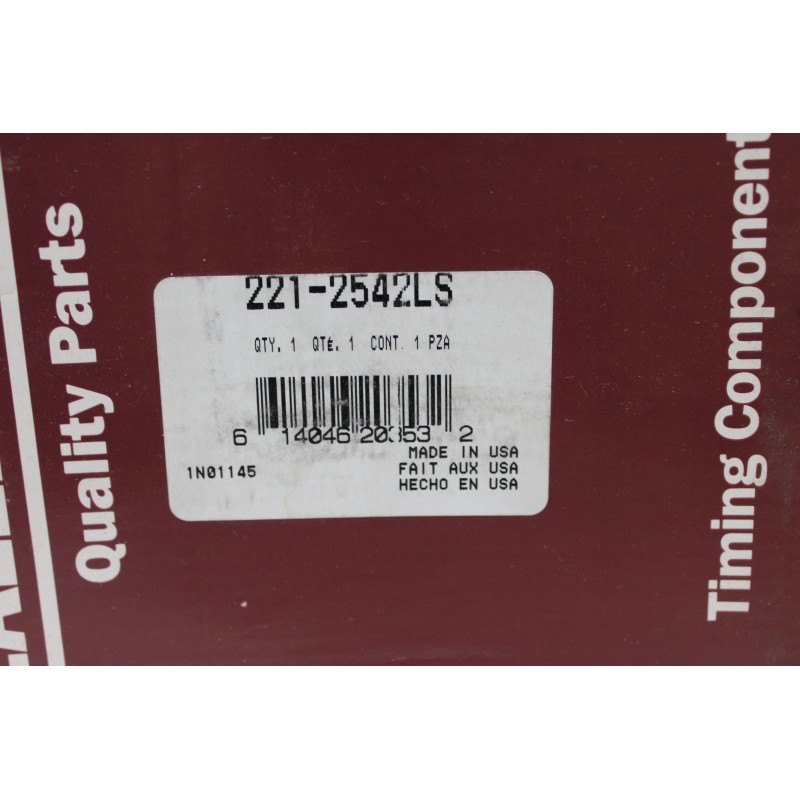 Quality Parts
221-2542LS
QTY. 1 QTÉ. 1 CONT. 1 PZA
6 14046 20353 2
MADE IN USA
1N01145
FAIT AUX USA
HECHO EN USA
Timing Component